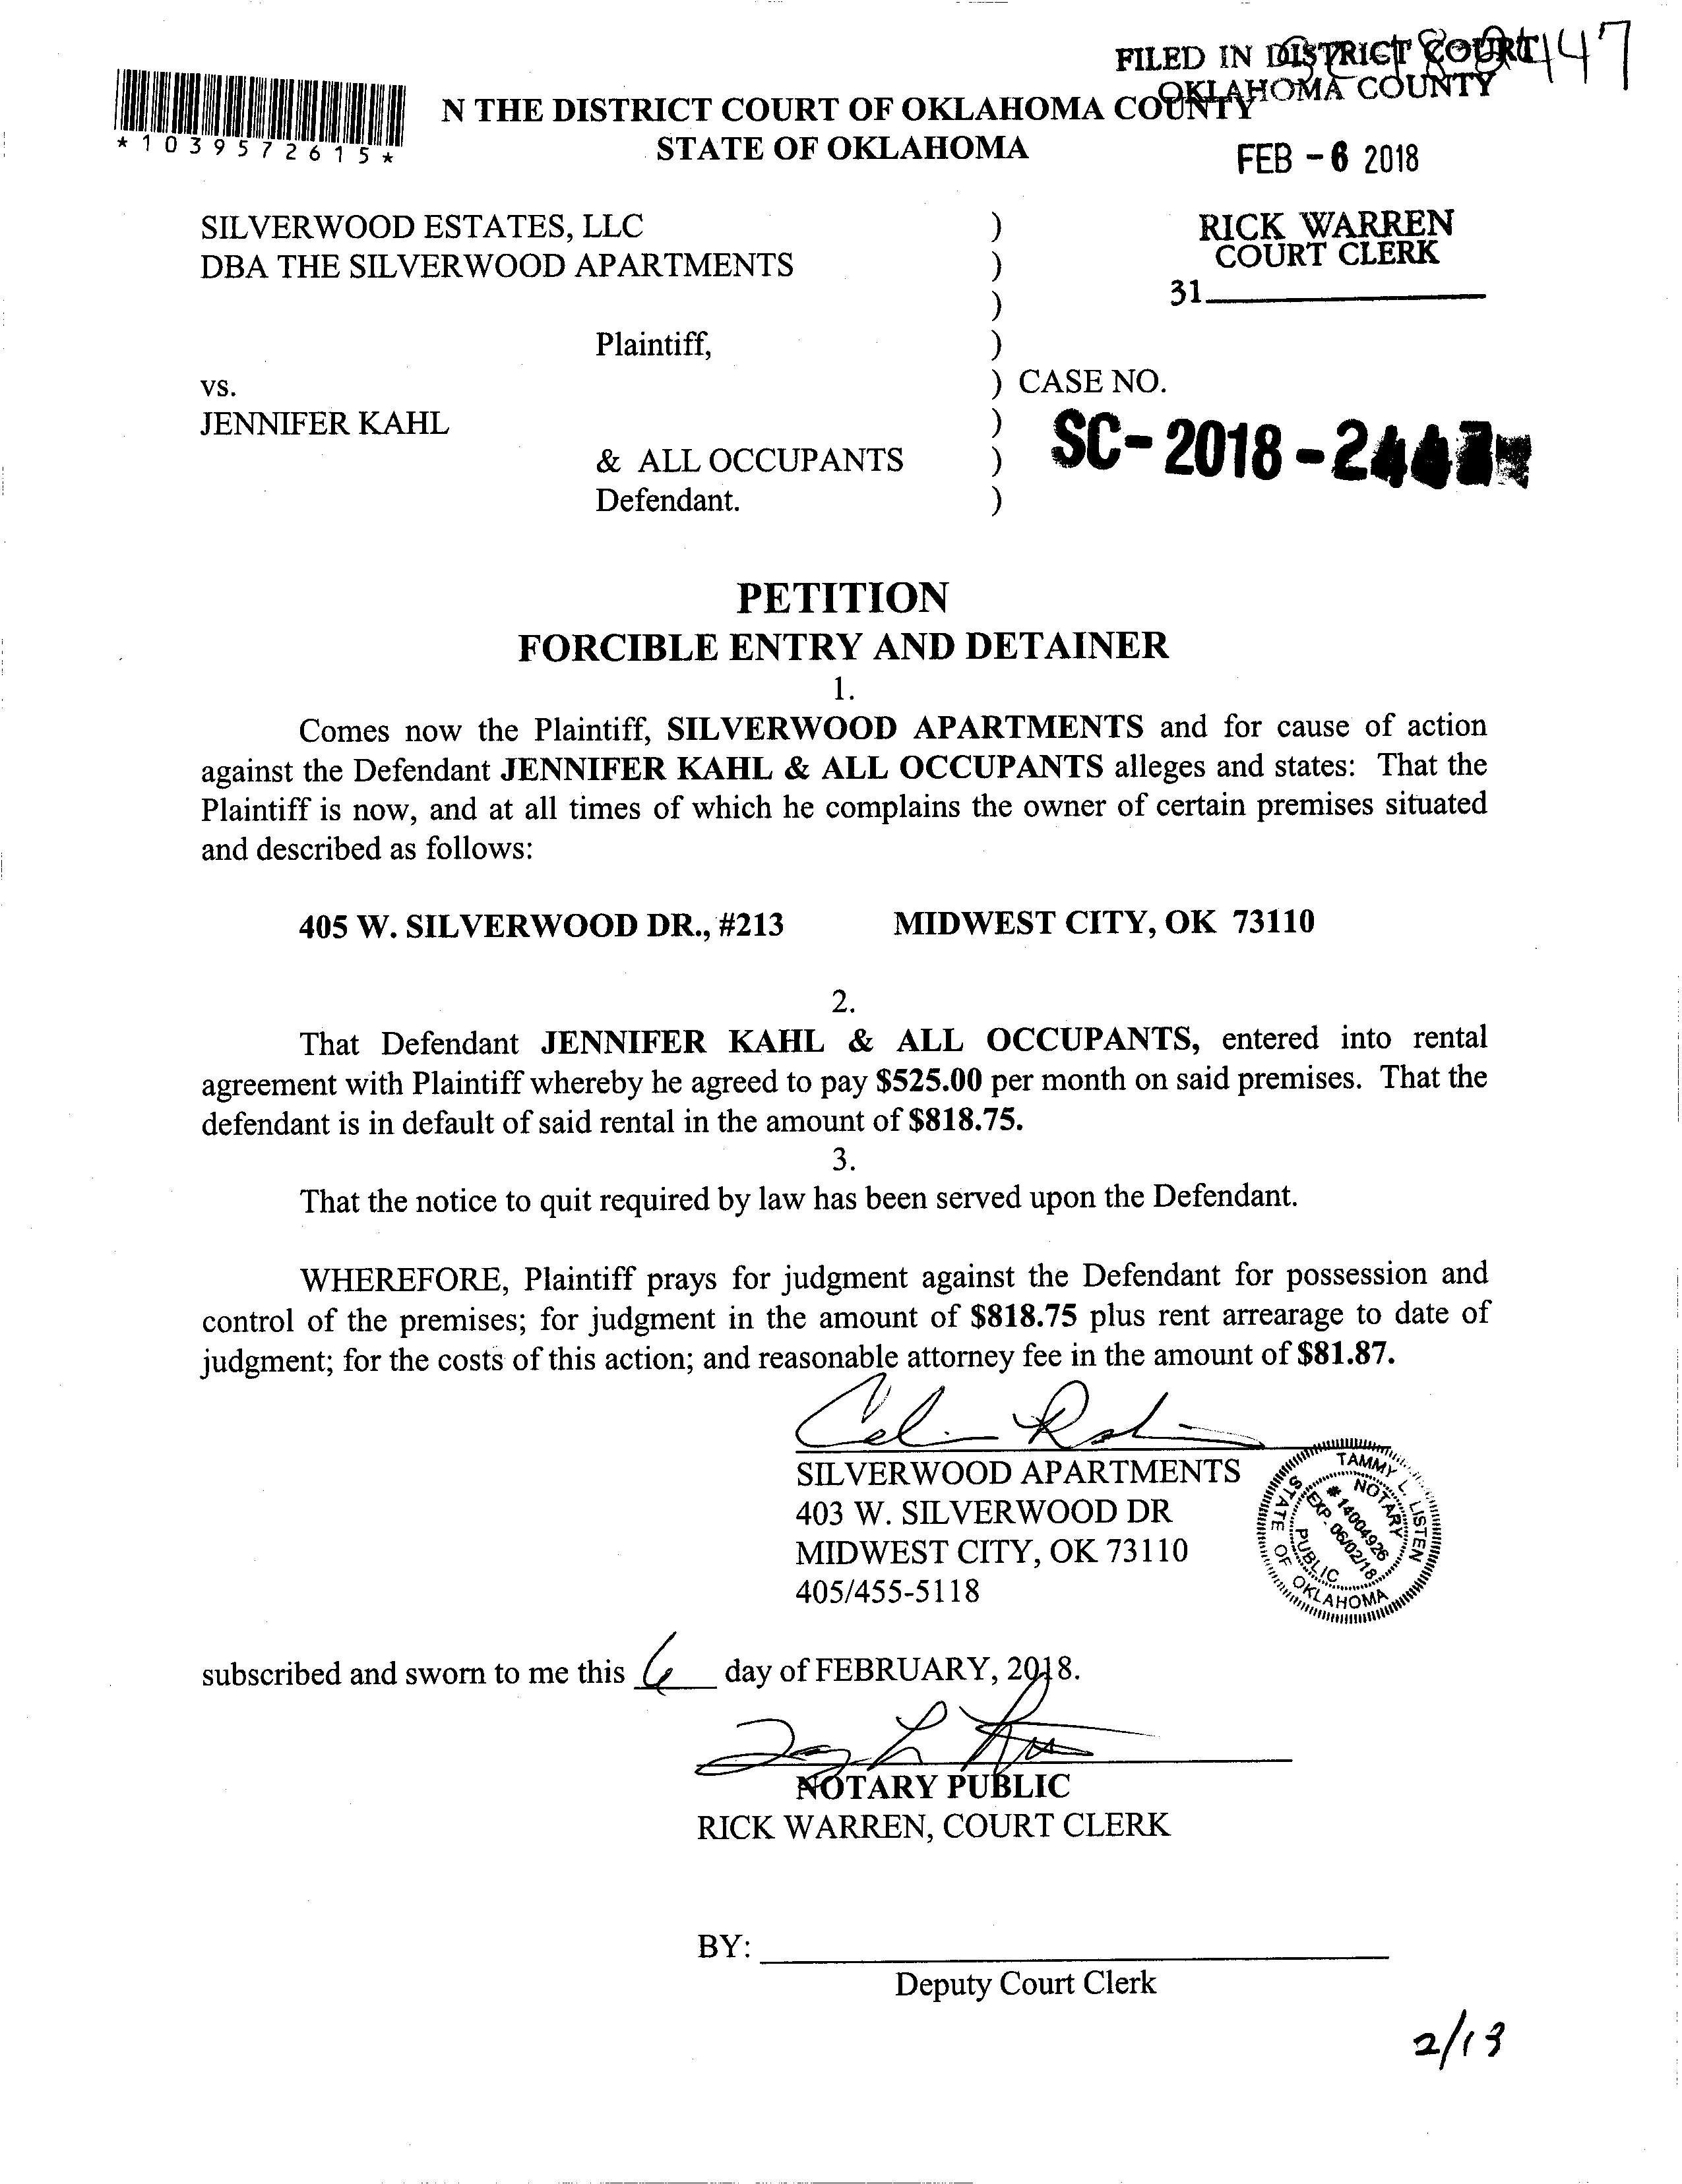 FILED IN DISTRICT COURT
OKLAHOMA COUNTY
*1039572615*
N THE DISTRICT COURT OF OKLAHOMA COUNTY
STATE OF OKLAHOMA
FEB - 6 2018
SILVERWOOD ESTATES, LLC )
DBA THE SILVERWOOD APARTMENTS )
)
RICK WARREN
COURT CLERK
31
Plaintiff, )
vs. ) CASE NO.
JENNIFER KAHL )
& ALL OCCUPANTS )
SC-2018-2447
Defendant. )
PETITION
FORCIBLE ENTRY AND DETAINER
1.
Comes now the Plaintiff, SILVERWOOD APARTMENTS and for cause of action
against the Defendant JENNIFER KAHL & ALL OCCUPANTS alleges and states: That the
Plaintiff is now, and at all times of which he complains the owner of certain premises situated
and described as follows:
405 W. SILVERWOOD DR., #213 MIDWEST CITY, OK 73110
2.
That Defendant JENNIFER KAHL & ALL OCCUPANTS, entered into rental
agreement with Plaintiff whereby he agreed to pay $525.00 per month on said premises. That the
defendant is in default of said rental in the amount of $818.75.
3.
That the notice to quit required by law has been served upon the Defendant.
WHEREFORE, Plaintiff prays for judgment against the Defendant for possession and
control of the premises; for judgment in the amount of $818.75 plus rent arrearage to date of
judgment; for the costs of this action; and reasonable attorney fee in the amount of $81.87.
SILVERWOOD APARTMENTS
403 W. SILVERWOOD DR
MIDWEST CITY, OK 73110
405/455-5118
TAMMY L. LISTEN
NOTARY
# 14004926
EXP. 06/02/18
PUBLIC
STATE OF OKLAHOMA
subscribed and sworn to me this 6 day of FEBRUARY, 2018.
NOTARY PUBLIC
RICK WARREN, COURT CLERK
BY:
Deputy Court Clerk
2/13